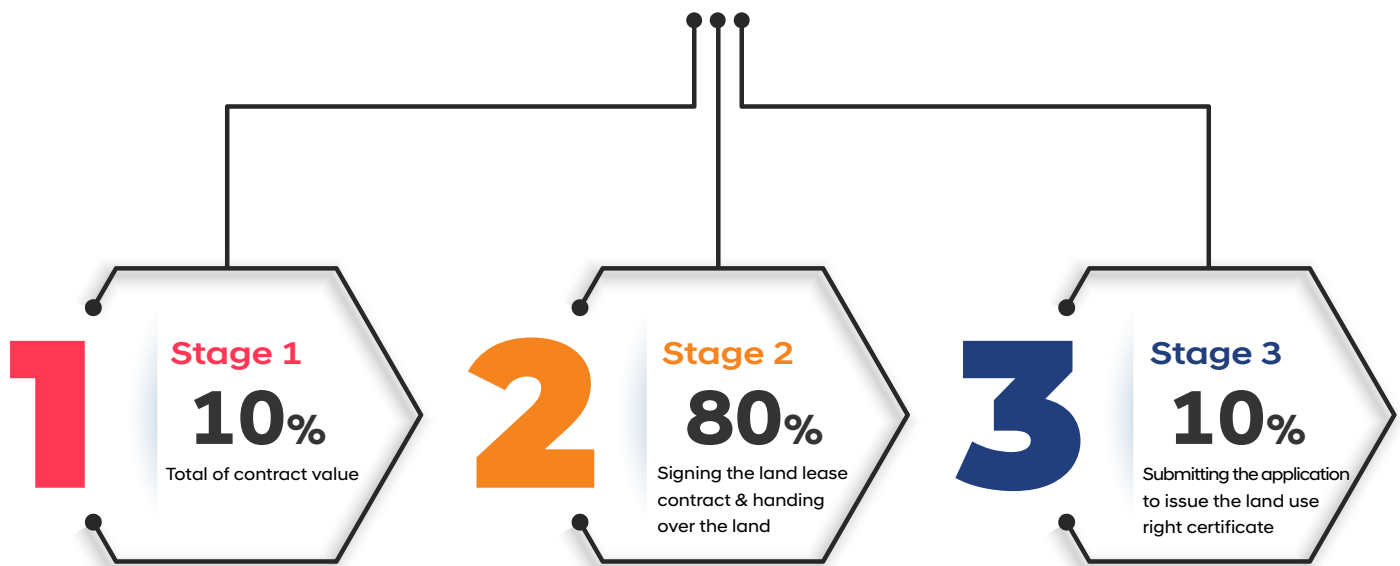 1
Stage 1
10%
Total of contract value
2
Stage 2
80%
Signing the land lease
contract & handing
over the land
3
Stage 3
10%
Submitting the application
to issue the land use
right certificate